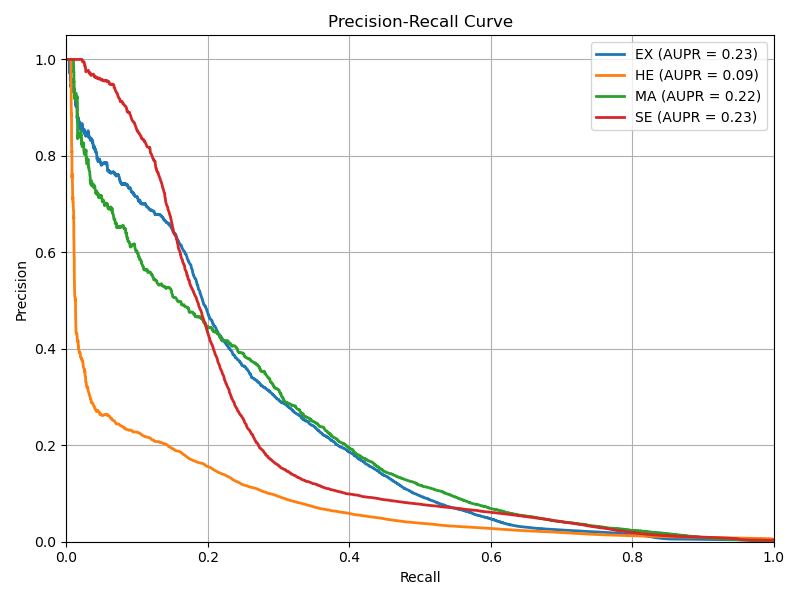 Precision-Recall Curve
EX (AUPR = 0.23)
HE (AUPR = 0.09)
MA (AUPR = 0.22)
SE (AUPR = 0.23)
Precision
1.0
0.8
0.6
0.4
0.2
0.0
0.0 0.2 0.4 0.6 0.8 1.0
Recall